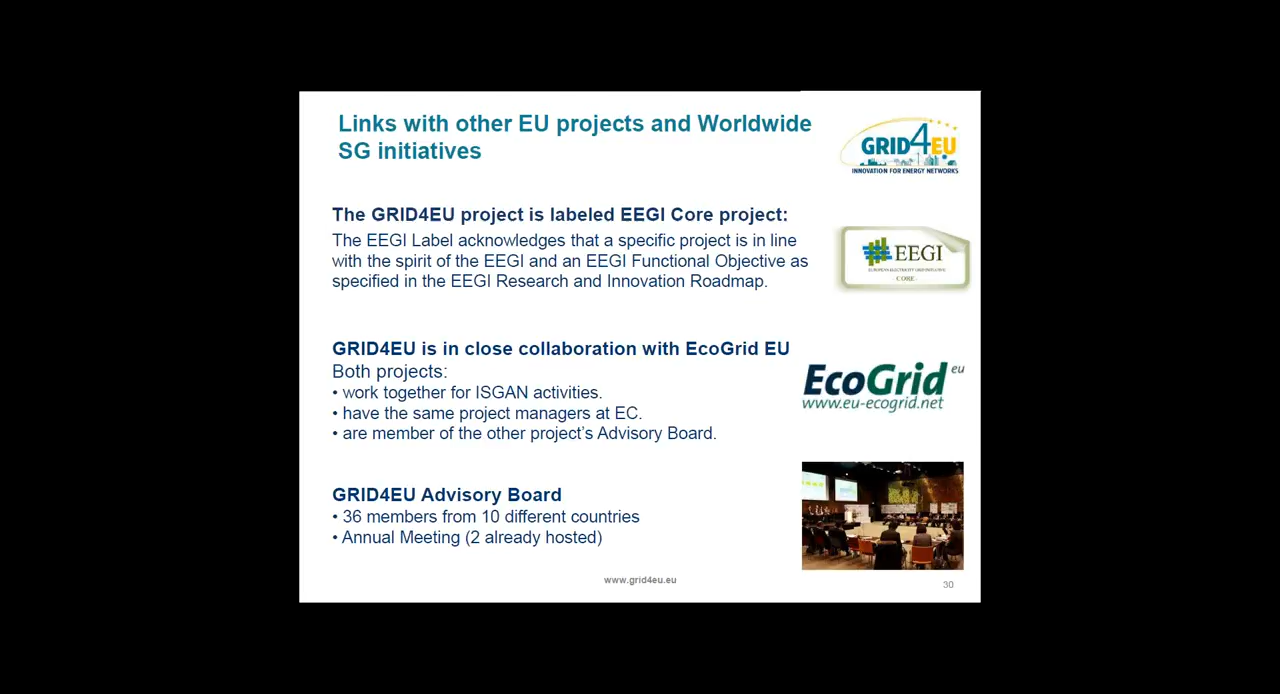 Links with other EU projects and Worldwide
SG initiatives
GRID4EU
INNOVATION FOR ENERGY NETWORKS
The GRID4EU project is labeled EEGI Core project:
The EEGI Label acknowledges that a specific project is in line
with the spirit of the EEGI and an EEGI Functional Objective as
specified in the EEGI Research and Innovation Roadmap.
EEGI
EUROPEAN ELECTRICITY GRID INITIATIVE
- CORE -
GRID4EU is in close collaboration with EcoGrid EU
Both projects:
• work together for ISGAN activities.
• have the same project managers at EC.
• are member of the other project's Advisory Board.
EcoGrid eu
www.eu-ecogrid.net
GRID4EU Advisory Board
• 36 members from 10 different countries
• Annual Meeting (2 already hosted)
www.grid4eu.eu
30